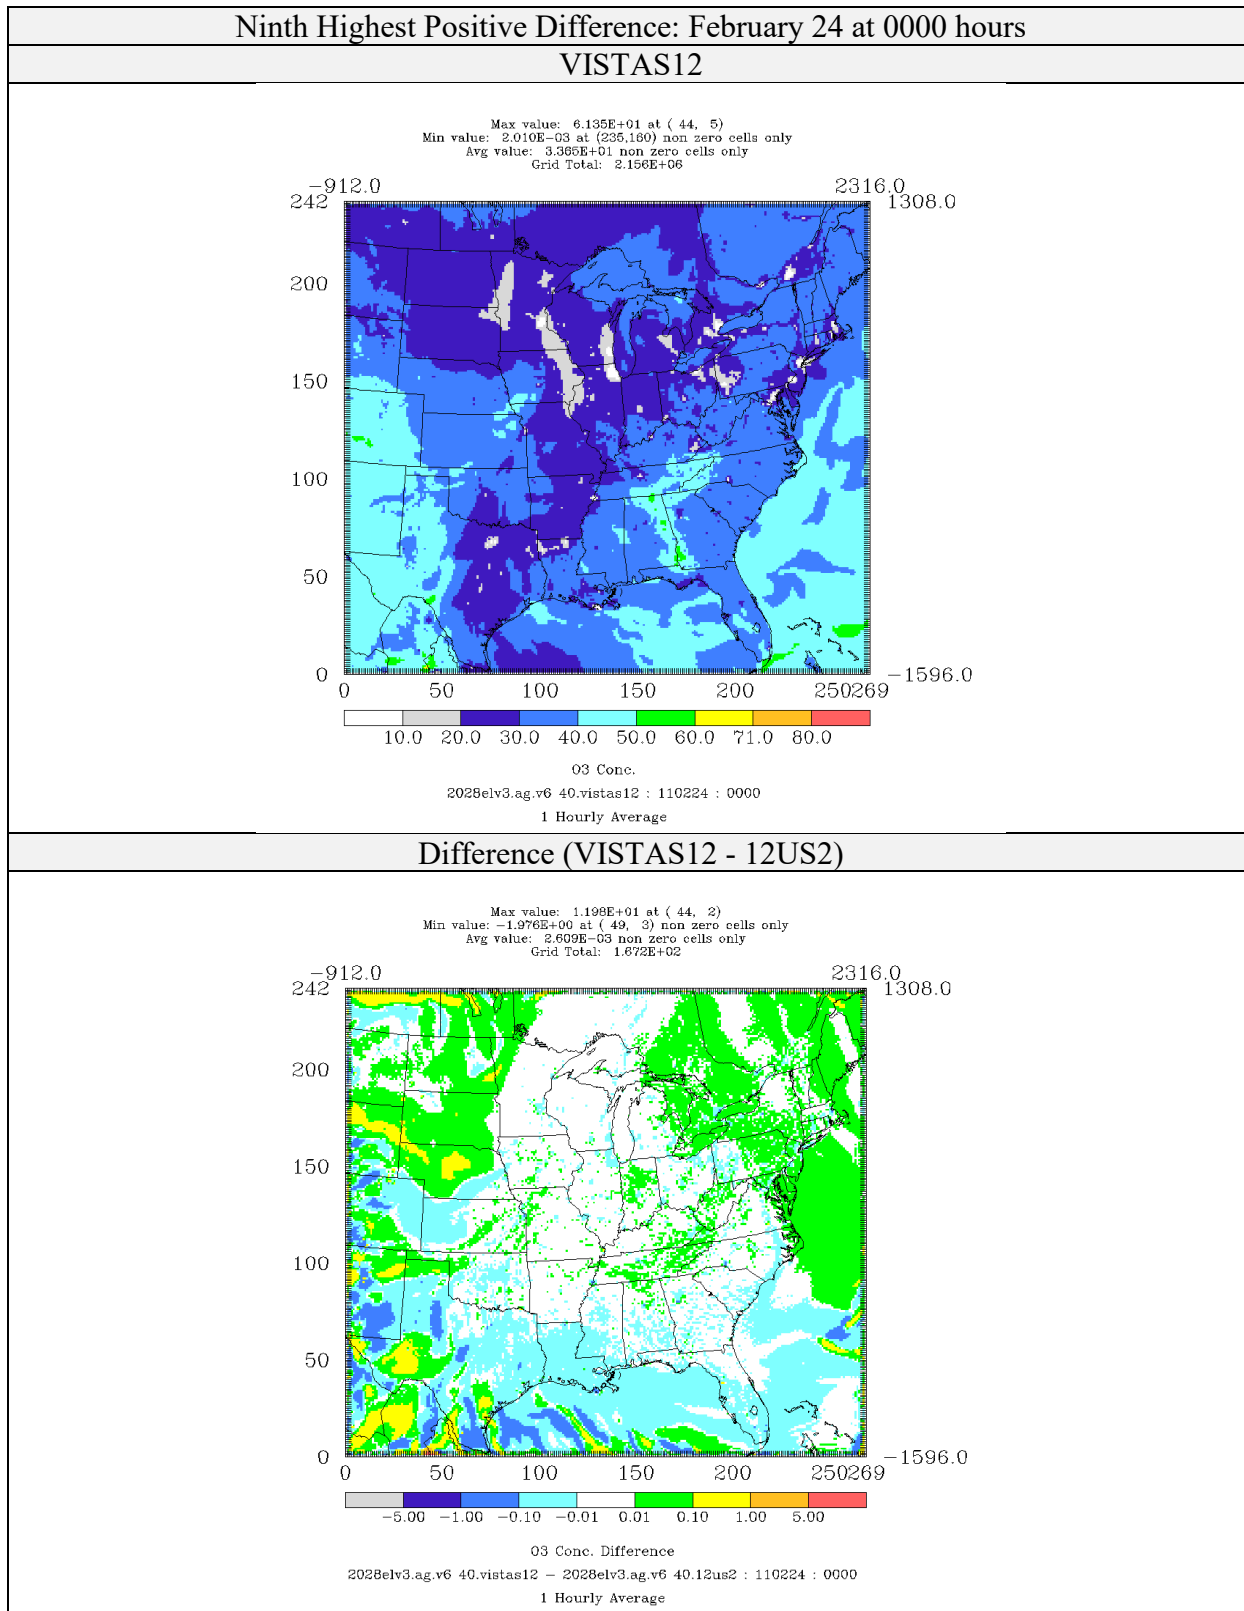 Ninth Highest Positive Difference: February 24 at 0000 hours
VISTAS12
Max value: 6.135E+01 at ( 44, 5)
Min value: 2.010E-03 at (235,160) non zero cells only
Avg value: 3.365E+01 non zero cells only
Grid Total: 2.156E+06
-912.0 2316.0
242 1308.0
200
150
100
50
0 -1596.0
0 50 100 150 200 250269
10.0 20.0 30.0 40.0 50.0 60.0 71.0 80.0
O3 Conc.
2028elv3.ag.v6 40.vistas12 : 110224 : 0000
1 Hourly Average
Difference (VISTAS12 - 12US2)
Max value: 1.198E+01 at ( 44, 2)
Min value: -1.976E+00 at ( 49, 3) non zero cells only
Avg value: 2.609E-03 non zero cells only
Grid Total: 1.672E+02
-912.0 2316.0
242 1308.0
200
150
100
50
0 -1596.0
0 50 100 150 200 250269
-5.00 -1.00 -0.10 -0.01 0.01 0.10 1.00 5.00
O3 Conc. Difference
2028elv3.ag.v6 40.vistas12 - 2028elv3.ag.v6 40.12us2 : 110224 : 0000
1 Hourly Average